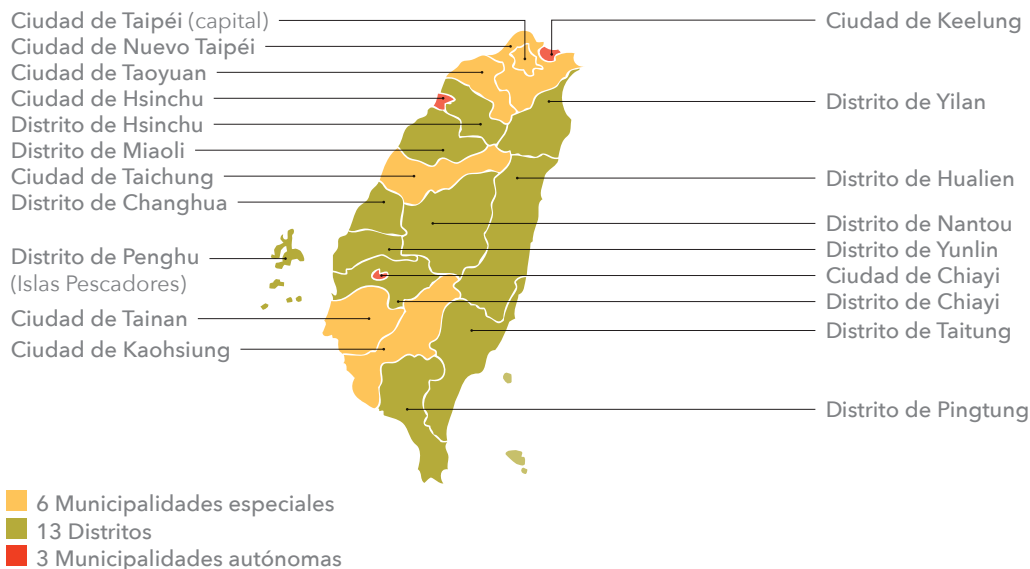 Ciudad de Taipéi (capital)
Ciudad de Nuevo Taipéi
Ciudad de Taoyuan
Ciudad de Hsinchu
Distrito de Hsinchu
Distrito de Miaoli
Ciudad de Taichung
Distrito de Changhua
Distrito de Penghu
(Islas Pescadores)
Ciudad de Tainan
Ciudad de Kaohsiung
Ciudad de Keelung
Distrito de Yilan
Distrito de Hualien
Distrito de Nantou
Distrito de Yunlin
Ciudad de Chiayi
Distrito de Chiayi
Distrito de Taitung
Distrito de Pingtung
6 Municipalidades especiales
13 Distritos
3 Municipalidades autónomas